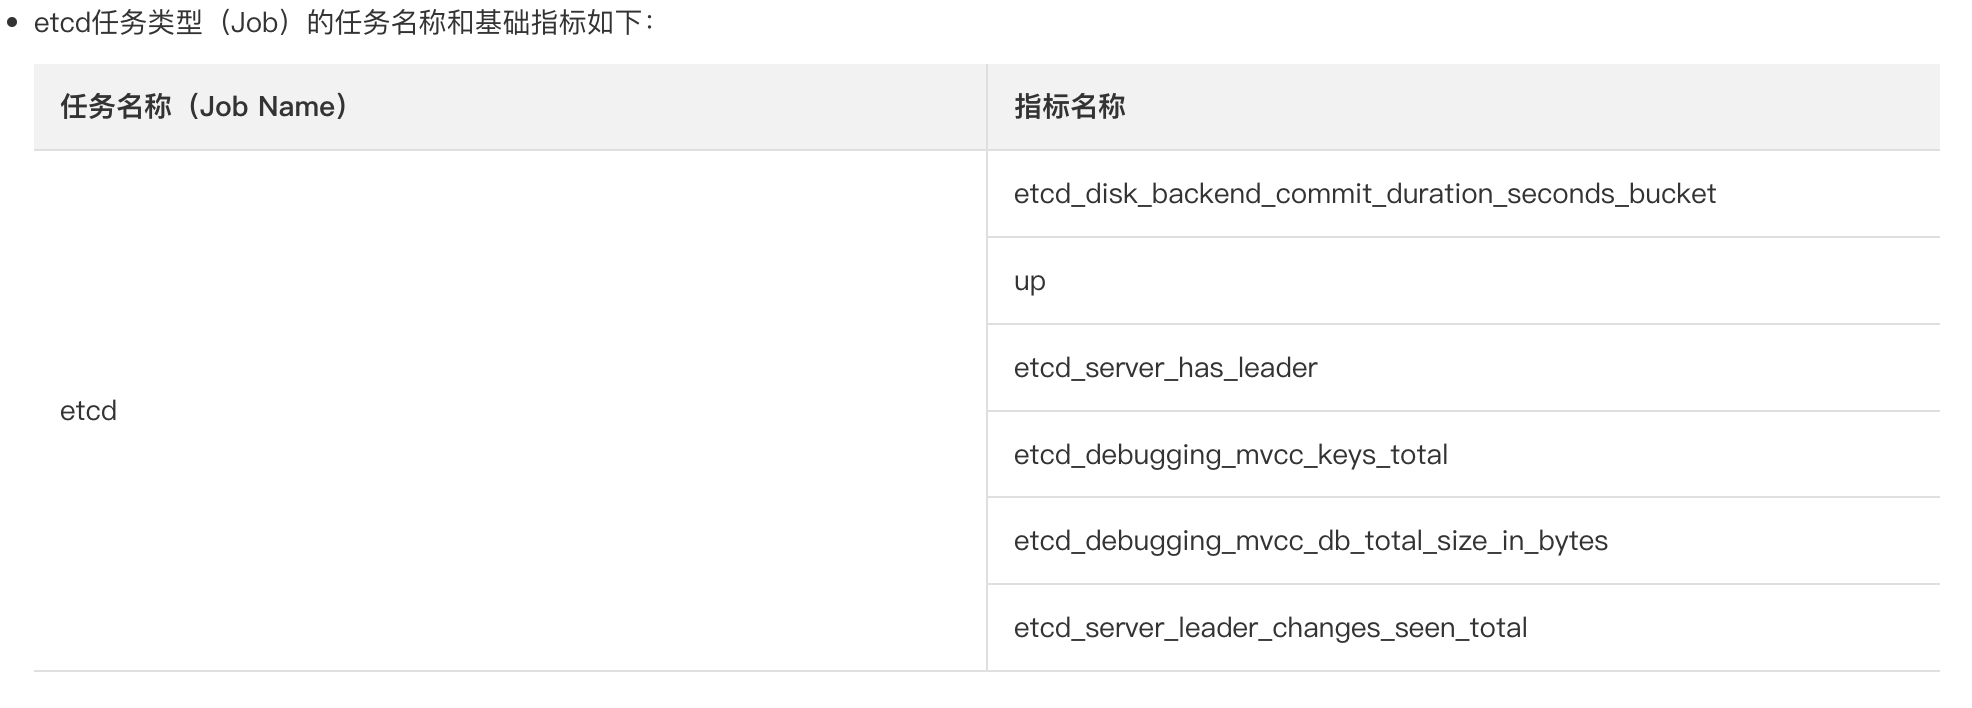 etcd任务类型（Job）的任务名称和基础指标如下：
任务名称（Job Name）
指标名称
etcd
etcd_disk_backend_commit_duration_seconds_bucket
up
etcd_server_has_leader
etcd_debugging_mvcc_keys_total
etcd_debugging_mvcc_db_total_size_in_bytes
etcd_server_leader_changes_seen_total